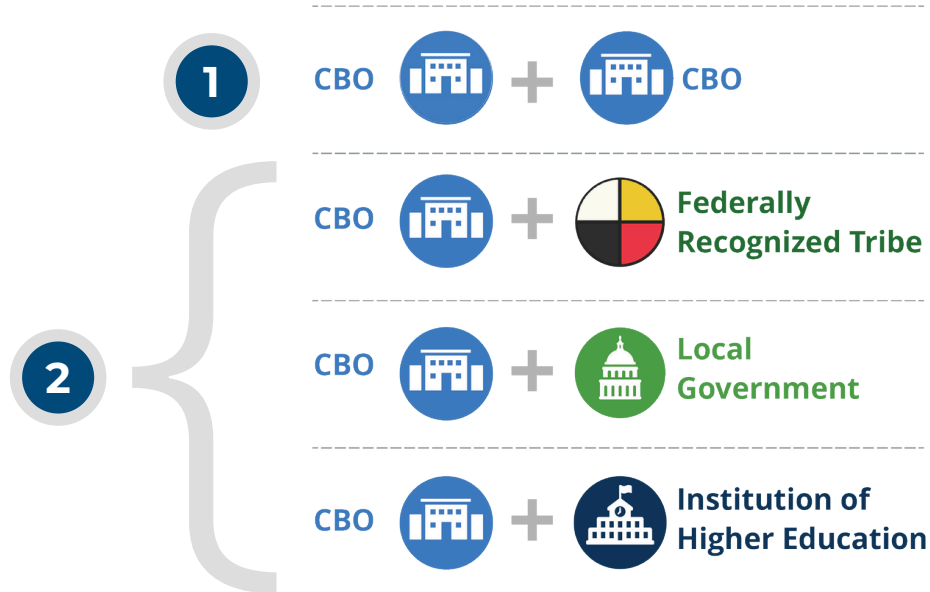 1
CBO
CBO
CBO
Federally
Recognized Tribe
2
CBO
Local
Government
CBO
Institution of
Higher Education